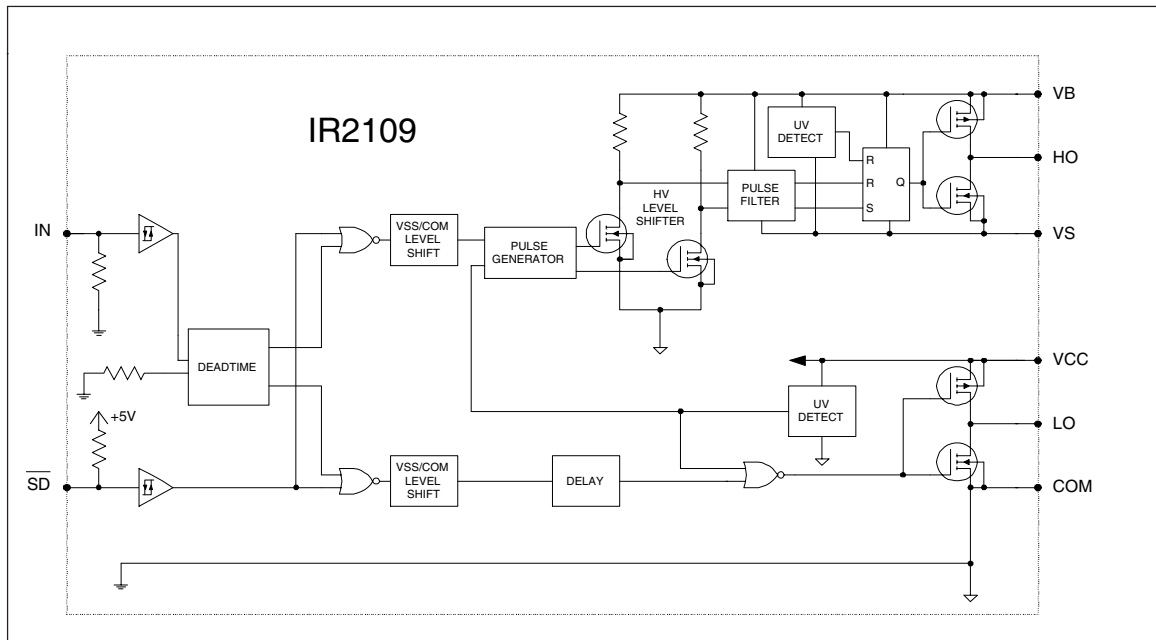 IR2109
VB
UV
DETECT
R
R
S
Q
HO
PULSE
FILTER
HV
LEVEL
SHIFTER
VS
IN
VSS/COM
LEVEL
SHIFT
PULSE
GENERATOR
DEADTIME
+5V
VCC
UV
DETECT
LO
SD
VSS/COM
LEVEL
SHIFT
DELAY
COM